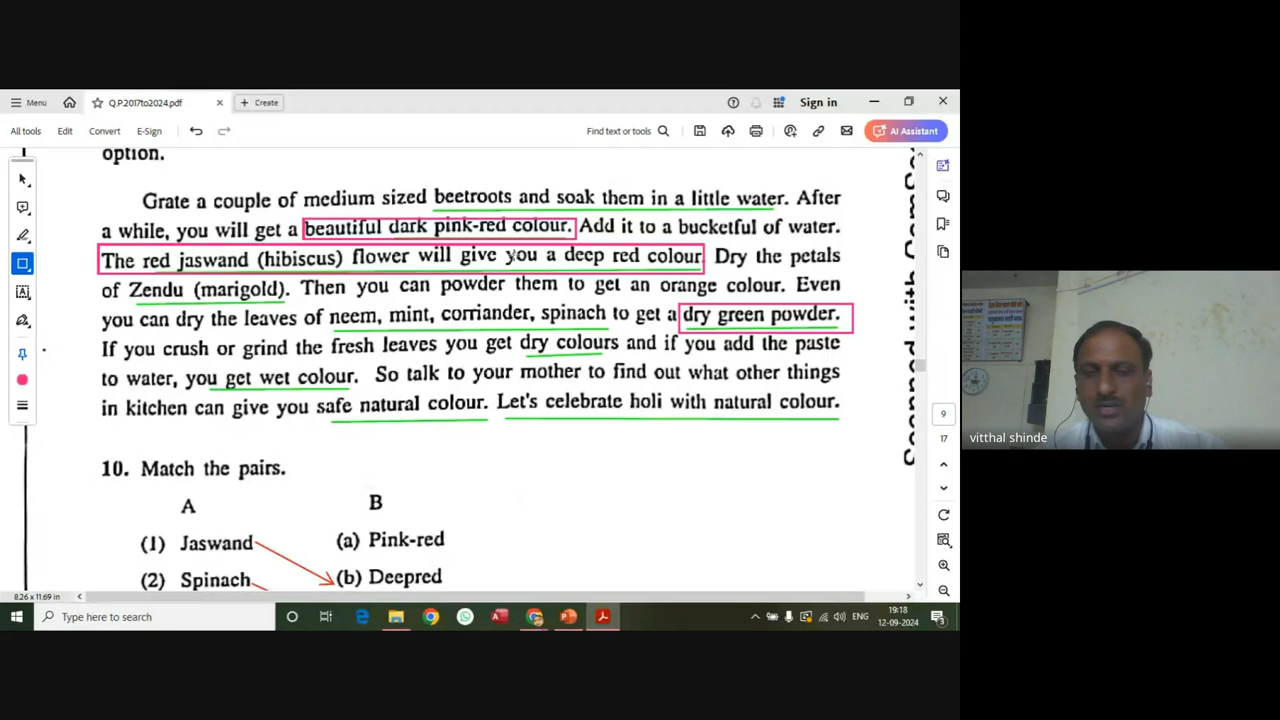 Menu
Q.P.2017to2024.pdf
Create
Sign in
All tools
Edit
Convert
E-Sign
Find text or tools
AI Assistant
option.
Grate a couple of medium sized beetroots and soak them in a little water. After
a while, you will get a beautiful dark pink-red colour. Add it to a bucketful of water.
The red jaswand (hibiscus) flower will give you a deep red colour. Dry the petals
of Zendu (marigold). Then you can powder them to get an orange colour. Even
you can dry the leaves of neem, mint, corriander, spinach to get a dry green powder.
If you crush or grind the fresh leaves you get dry colours and if you add the paste
to water, you get wet colour. So talk to your mother to find out what other things
in kitchen can give you safe natural colour. Let's celebrate holi with natural colour.
10. Match the pairs.
A
B
(1) Jaswand
(a) Pink-red
(2) Spinach
(b) Deepred
9
17
8.26 x 11.69 in
vitthal shinde
Type here to search
ENG
19:18
12-09-2024
3